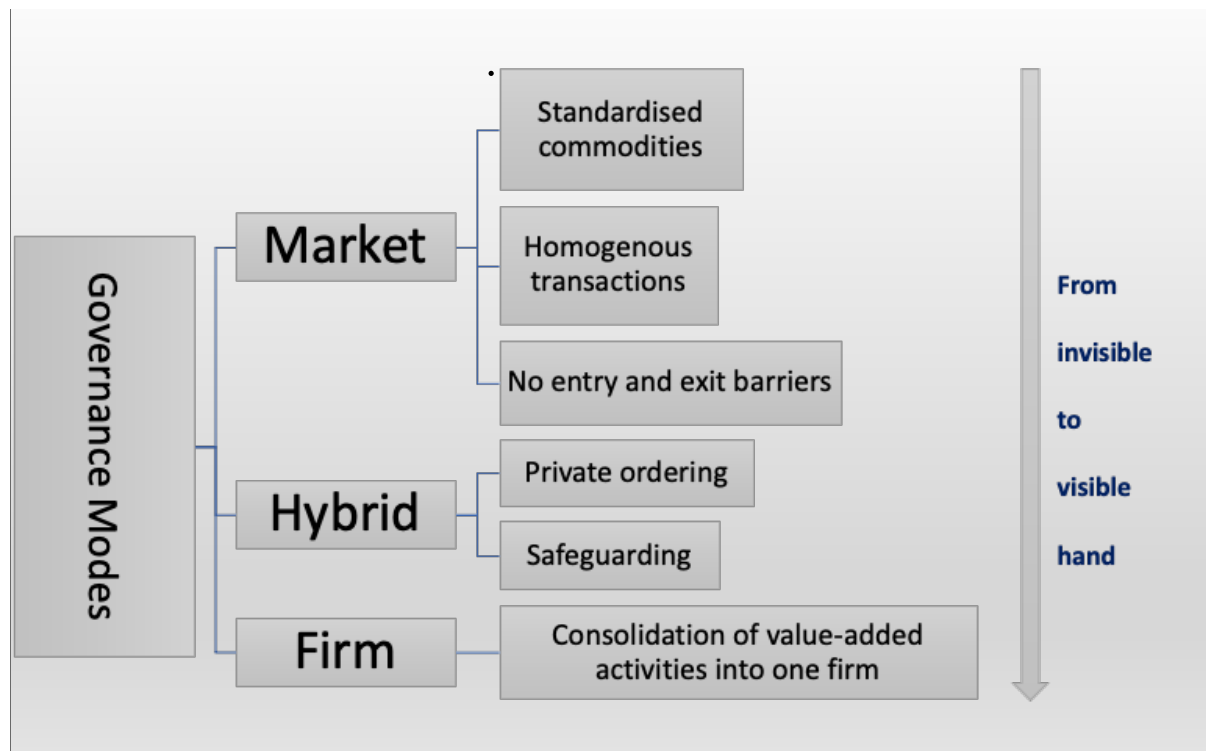 Governance Modes
Market
Standardised
commodities
Homogenous
transactions
No entry and exit barriers
Hybrid
Private ordering
Safeguarding
Firm
Consolidation of value-added
activities into one firm
From
invisible
to
visible
hand